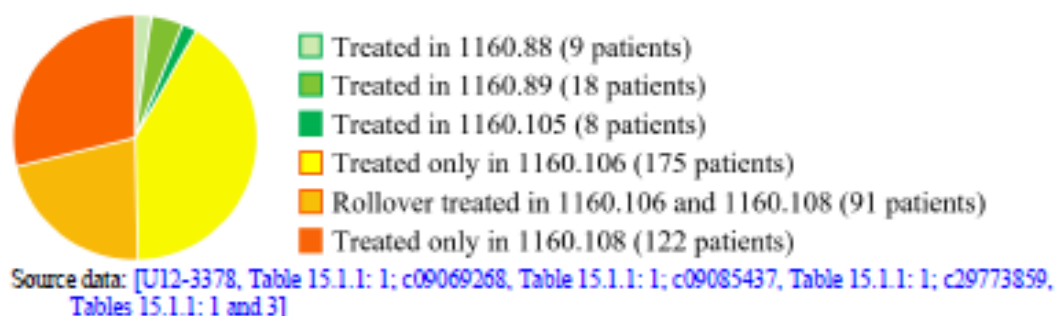 Treated in 1160.88 (9 patients)
Treated in 1160.89 (18 patients)
Treated in 1160.105 (8 patients)
Treated only in 1160.106 (175 patients)
Rollover treated in 1160.106 and 1160.108 (91 patients)
Treated only in 1160.108 (122 patients)
Source data: [U12-3378, Table 15.1.1: 1; c09069268, Table 15.1.1: 1; c09085437, Table 15.1.1: 1; c29773859,
Tables 15.1.1: 1 and 3]